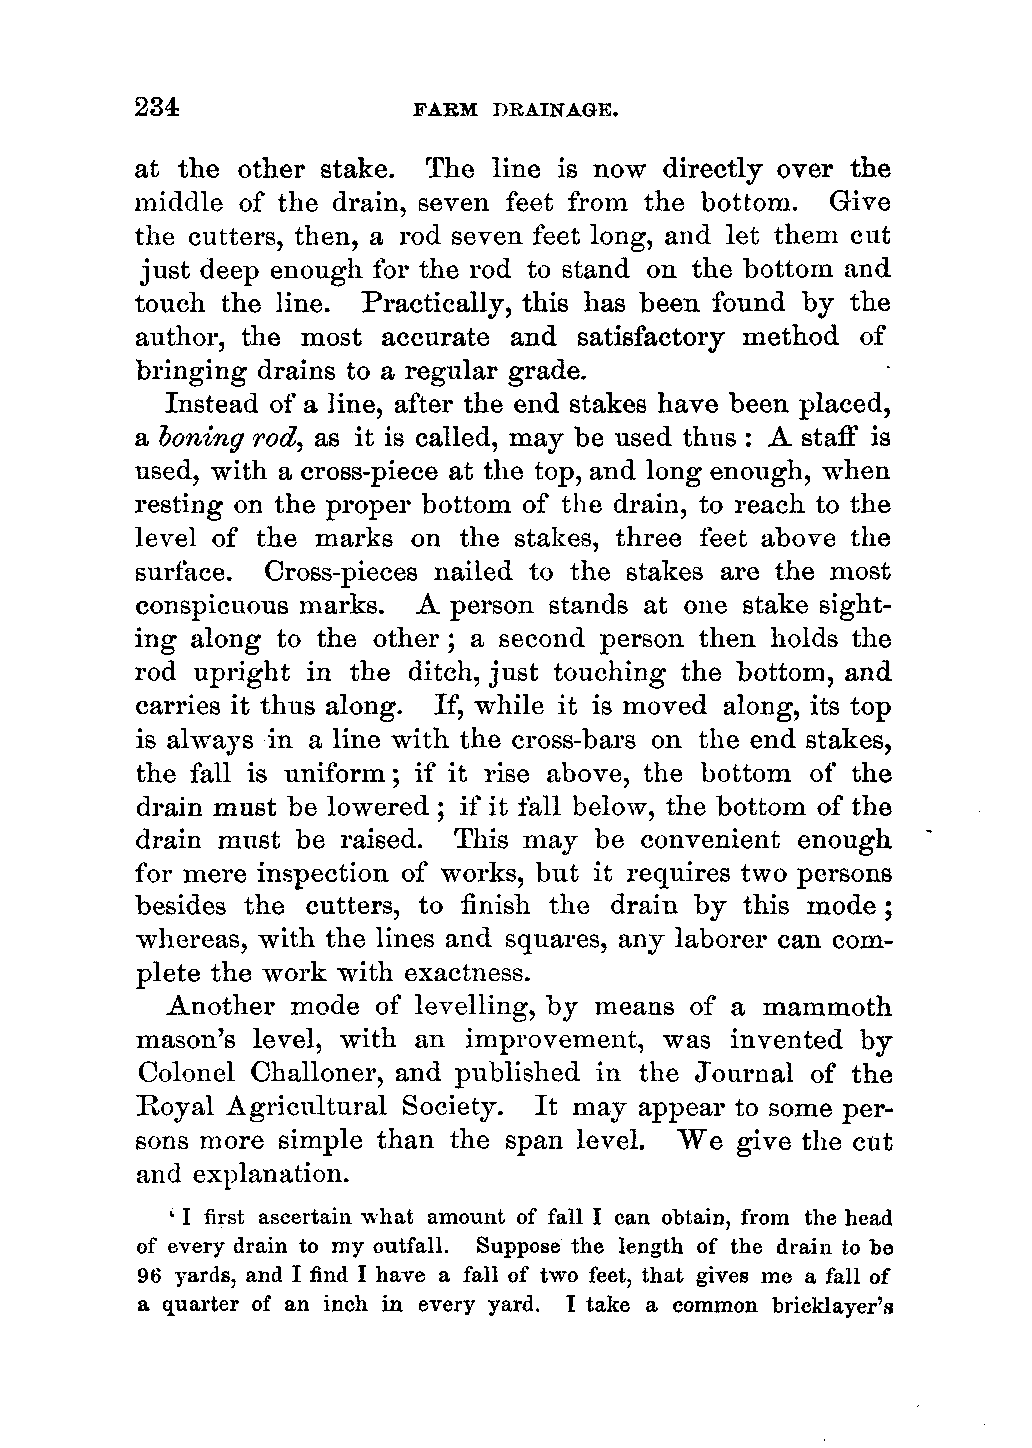 234 FARM DRAINAGE.
at the other stake. The line is now directly over the
middle of the drain, seven feet from the bottom. Give
the cutters, then, a rod seven feet long, and let them cut
just deep enough for the rod to stand on the bottom and
touch the line. Practically, this has been found by the
author, the most accurate and satisfactory method of
bringing drains to a regular grade.
Instead of a line, after the end stakes have been placed,
a boning rod, as it is called, may be used thus : A staff is
used, with a cross-piece at the top, and long enough, when
resting on the proper bottom of the drain, to reach to the
level of the marks on the stakes, three feet above the
surface. Cross-pieces nailed to the stakes are the most
conspicuous marks. A person stands at one stake sight-
ing along to the other ; a second person then holds the
rod upright in the ditch, just touching the bottom, and
carries it thus along. If, while it is moved along, its top
is always in a line with the cross-bars on the end stakes,
the fall is uniform ; if it rise above, the bottom of the
drain must be lowered ; if it fall below, the bottom of the
drain must be raised. This may be convenient enough
for mere inspection of works, but it requires two persons
besides the cutters, to finish the drain by this mode ;
whereas, with the lines and squares, any laborer can com-
plete the work with exactness.
Another mode of levelling, by means of a mammoth
mason's level, with an improvement, was invented by
Colonel Challoner, and published in the Journal of the
Royal Agricultural Society. It may appear to some per-
sons more simple than the span level. We give the cut
and explanation.
‘ I first ascertain what amount of fall I can obtain, from the head
of every drain to my outfall. Suppose the length of the drain to be
96 yards, and I find I have a fall of two feet, that gives me a fall of
a quarter of an inch in every yard. I take a common bricklayer's